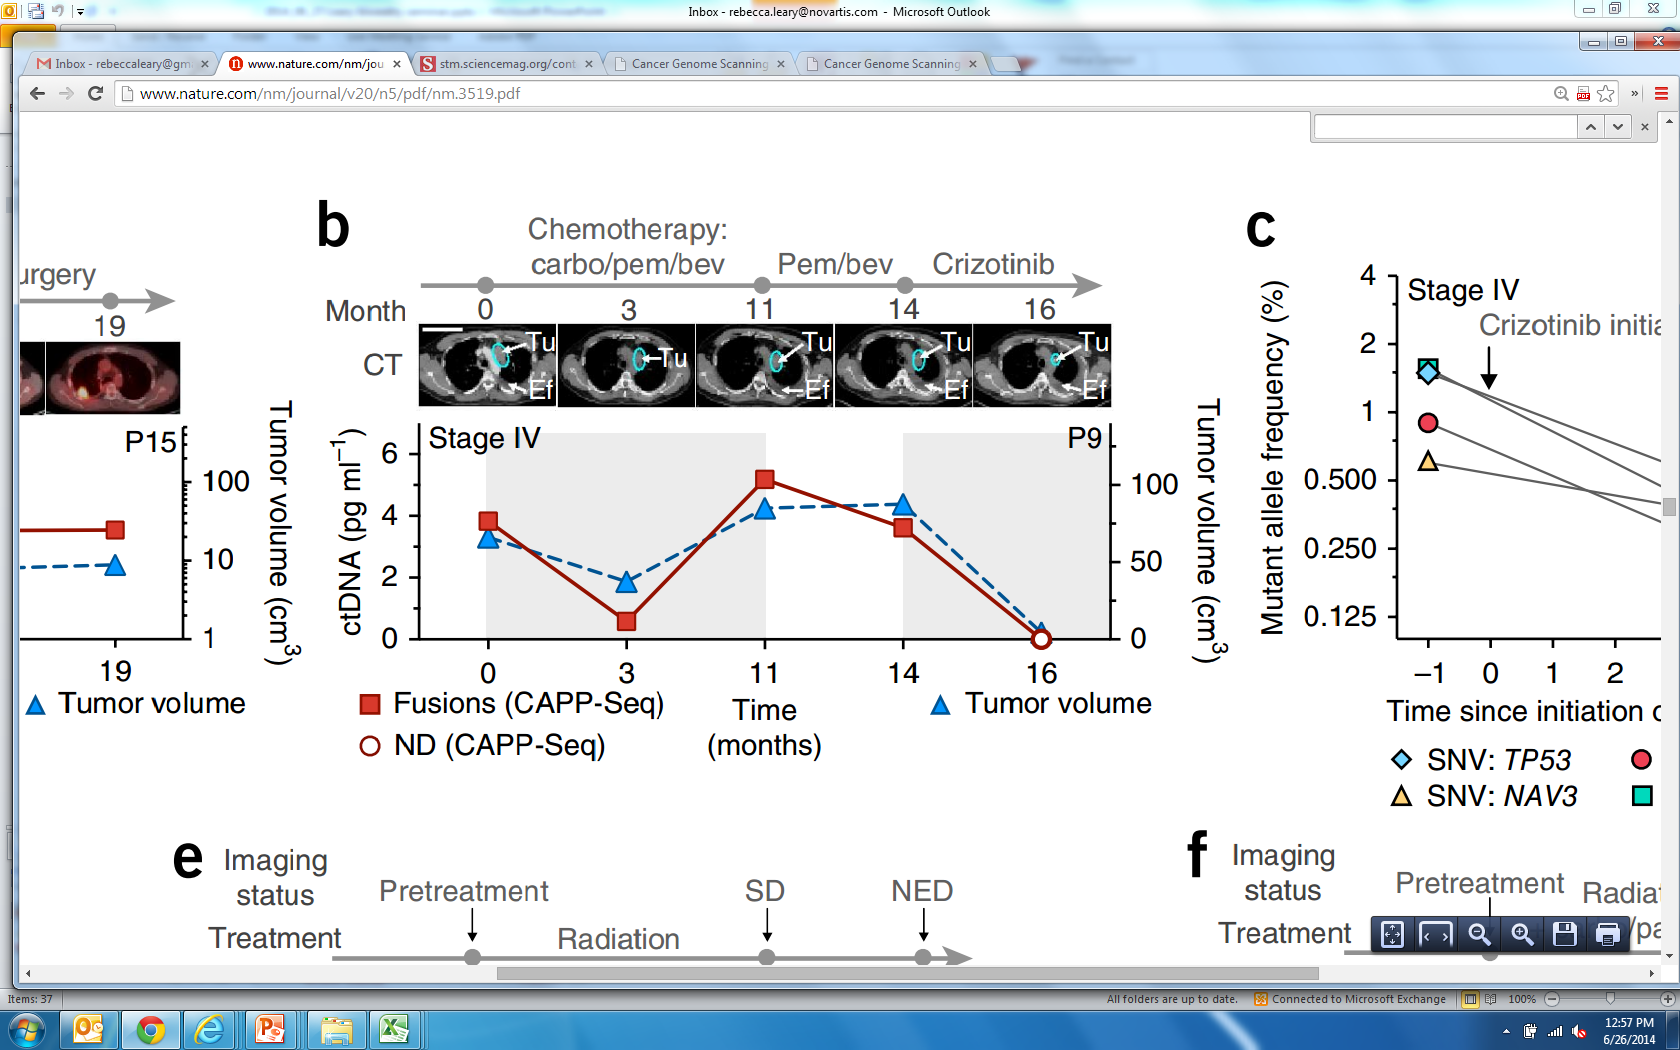 Inbox - rebecca.leary@novartis.com - Microsoft Outlook
Inbox - rebeccaleary@gm
www.nature.com/nm/jou
stm.sciencemag.org/cont
Cancer Genome Scanning
Cancer Genome Scanning
www.nature.com/nm/journal/v20/n5/pdf/nm.3519.pdf
urgery
19
P15
100
10
1
Tumor volume (cm3)
19
Tumor volume
b
Chemotherapy:
carbo/pem/bev
Pem/bev
Crizotinib
Month
0
3
11
14
16
CT
Tu
Ef
Tu
Tu
Ef
Tu
Ef
Tu
Ef
Stage IV
P9
ctDNA (pg ml−1)
6
4
2
0
100
50
0
Tumor volume (cm3)
0
3
11
14
16
Fusions (CAPP-Seq)
ND (CAPP-Seq)
Time
(months)
Tumor volume
c
Mutant allele frequency (%)
4
2
1
0.500
0.250
0.125
Stage IV
Crizotinib initia
−1
0
1
2
Time since initiation o
SNV: TP53
SNV: NAV3
e
Imaging
status
Pretreatment
SD
NED
Treatment
Radiation
f
Imaging
status
Pretreatment
Radiat
Treatment
/pa
Items: 37
All folders are up to date.
Connected to Microsoft Exchange
100%
12:57 PM
6/26/2014